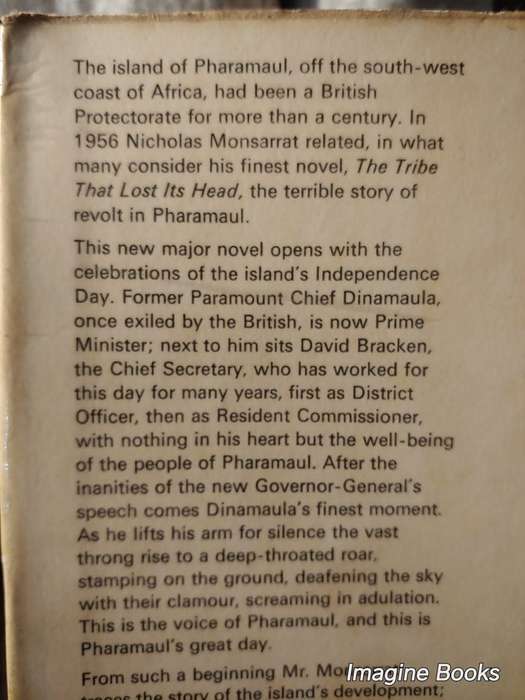 The island of Pharamaul, off the south-west
coast of Africa, had been a British
Protectorate for more than a century. In
1956 Nicholas Monsarrat related, in what
many consider his finest novel, The Tribe
That Lost Its Head, the terrible story of
revolt in Pharamaul.
This new major novel opens with the
celebrations of the island's Independence
Day. Former Paramount Chief Dinamaula,
once exiled by the British, is now Prime
Minister; next to him sits David Bracken,
the Chief Secretary, who has worked for
this day for many years, first as District
Officer, then as Resident Commissioner,
with nothing in his heart but the well-being
of the people of Pharamaul. After the
inanities of the new Governor-General's
speech comes Dinamaula's finest moment.
As he lifts his arm for silence the vast
throng rise to a deep-throated roar,
stamping on the ground, deafening the sky
with their clamour, screaming in adulation.
This is the voice of Pharamaul, and this is
Pharamaul's great day.
From such a beginning Mr.
Imagine Books
the story of the island's development;